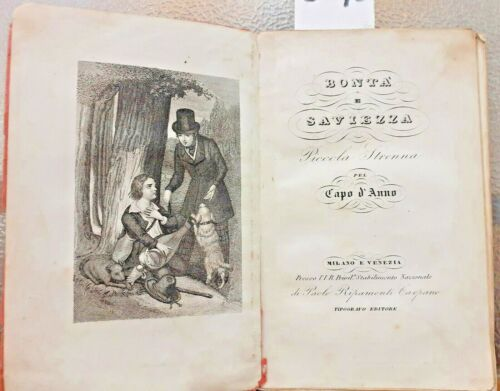 BONTÀ
E
SAVIEZZA
Piccola Strenna
PEL
Capo d'Anno
MILANO E VENEZIA
Presso l'I. R. Privil.º Stabilimento Nazionale
di Paolo Ripamonti Carpano
TIPOGRAFO EDITORE